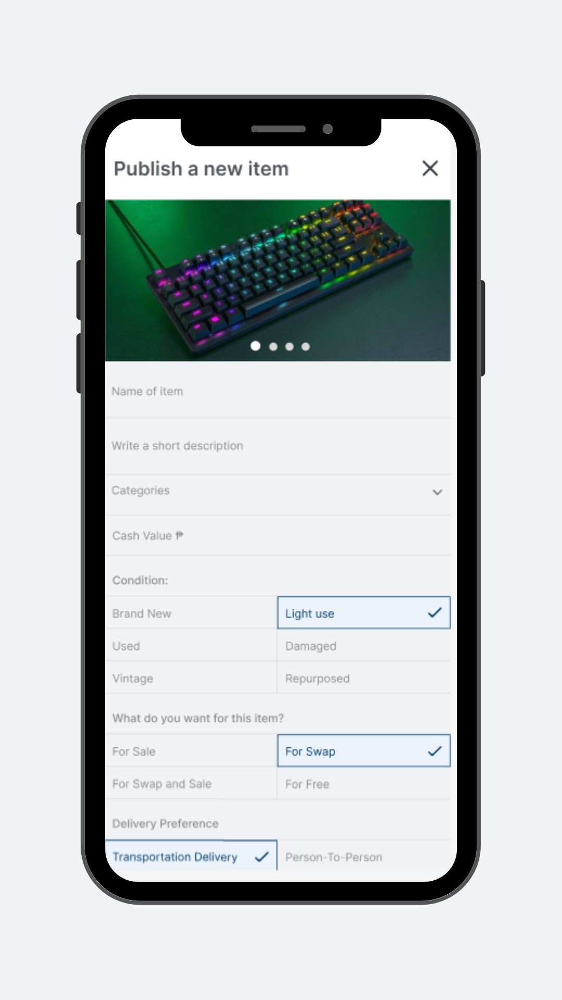 Publish a new item
Name of item
Write a short description
Categories
Cash Value ₱
Condition:
Brand New
Light use
Used
Damaged
Vintage
Repurposed
What do you want for this item?
For Sale
For Swap
For Swap and Sale
For Free
Delivery Preference
Transportation Delivery
Person-To-Person